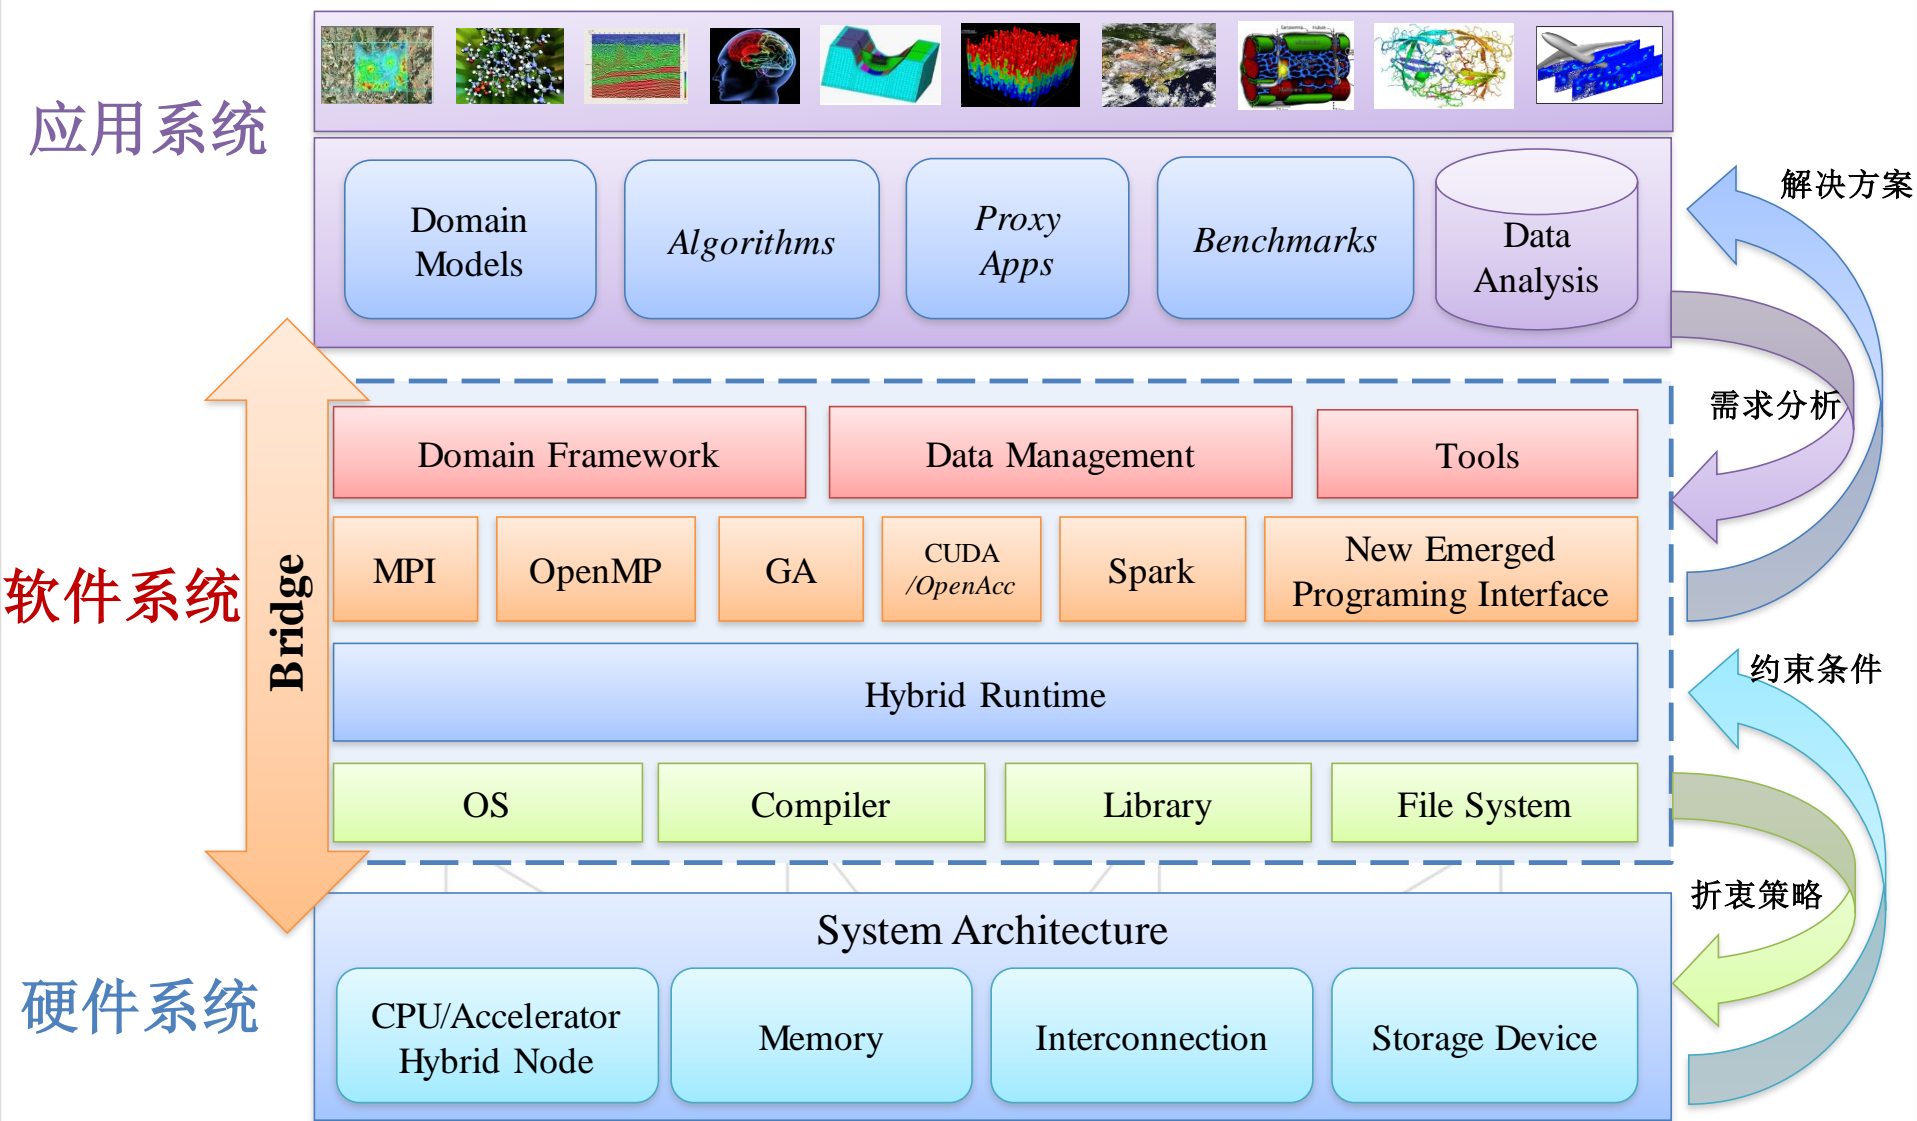 应用系统
Domain
Models
Algorithms
Proxy
Apps
Benchmarks
Data
Analysis
解决方案
需求分析
软件系统
Bridge
Domain Framework
Data Management
Tools
MPI
OpenMP
GA
CUDA
/OpenAcc
Spark
New Emerged
Programing Interface
Hybrid Runtime
OS
Compiler
Library
File System
约束条件
折衷策略
硬件系统
System Architecture
CPU/Accelerator
Hybrid Node
Memory
Interconnection
Storage Device